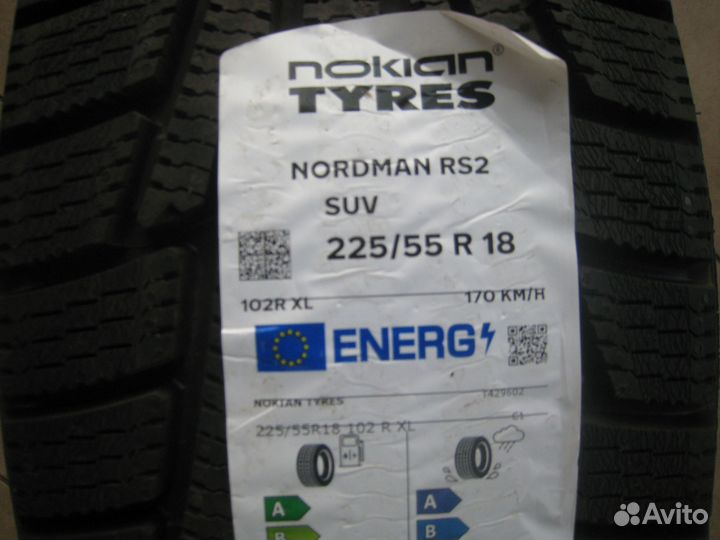 nokian®
TYRES
NORDMAN RS2
SUV
225/55 R 18
102R XL 170 KM/H
ENERG
NOKIAN TYRES T429602
225/55R18 102 R XL C1
A A
B B
Avito